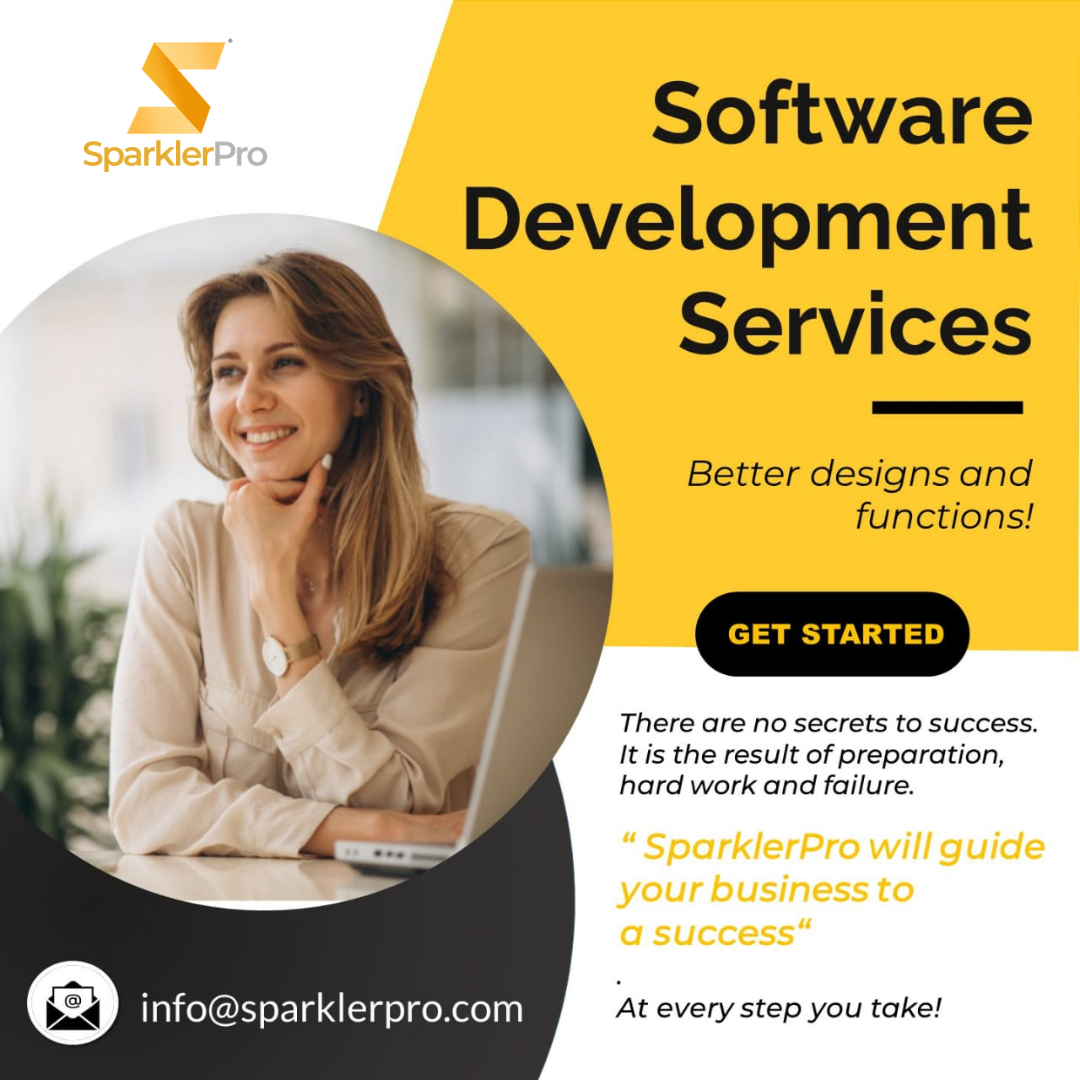 SparklerPro
Software
Development
Services
Better designs and
functions!
GET STARTED
There are no secrets to success.
It is the result of preparation,
hard work and failure.
“ SparklerPro will guide
your business to
a success“
.
At every step you take!
@
info@sparklerpro.com